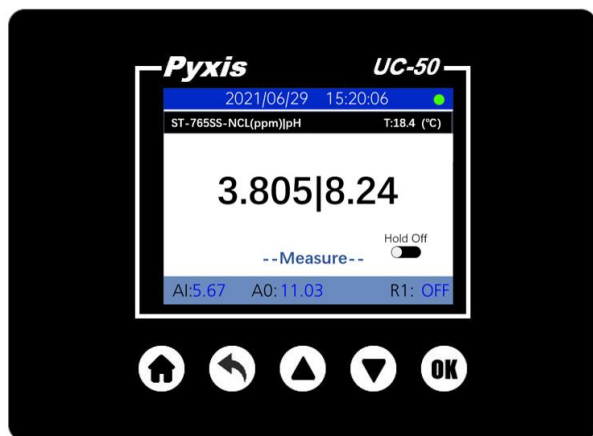 Pyxis UC-50
2021/06/29 15:20:06
ST-765SS-NCL(ppm)|pH T:18.4 (℃)
3.805|8.24
Hold Off
--Measure--
AI:5.67 A0:11.03 R1: OFF
OK